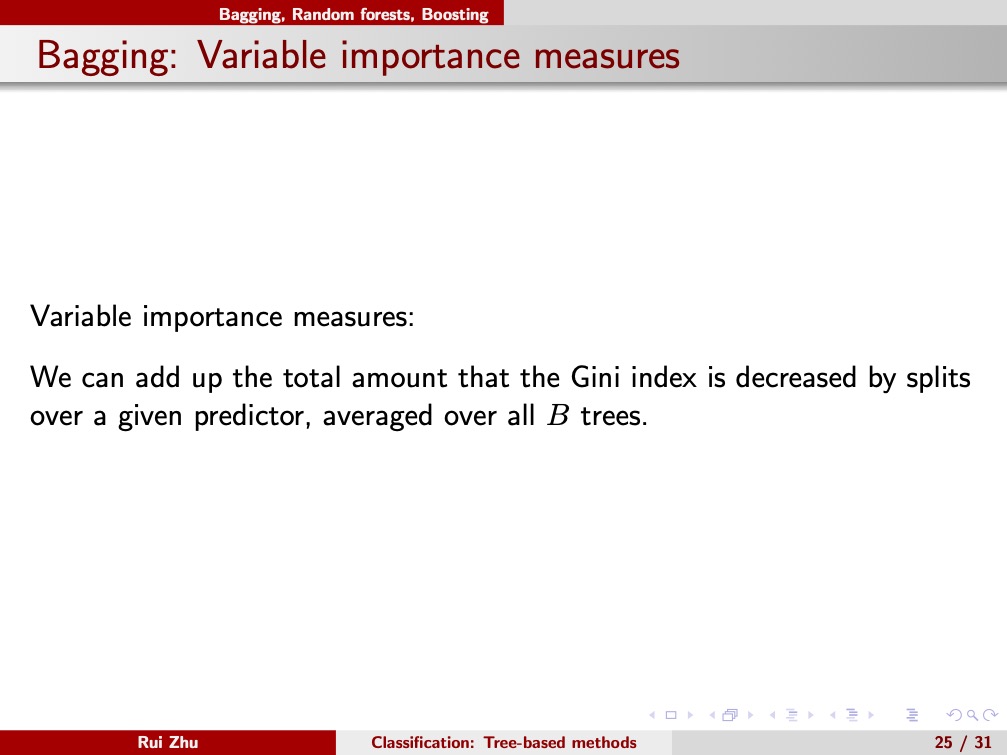 Bagging, Random forests, Boosting
Bagging: Variable importance measures
Variable importance measures:
We can add up the total amount that the Gini index is decreased by splits
over a given predictor, averaged over all B trees.
Rui Zhu
Classification: Tree-based methods
25 / 31